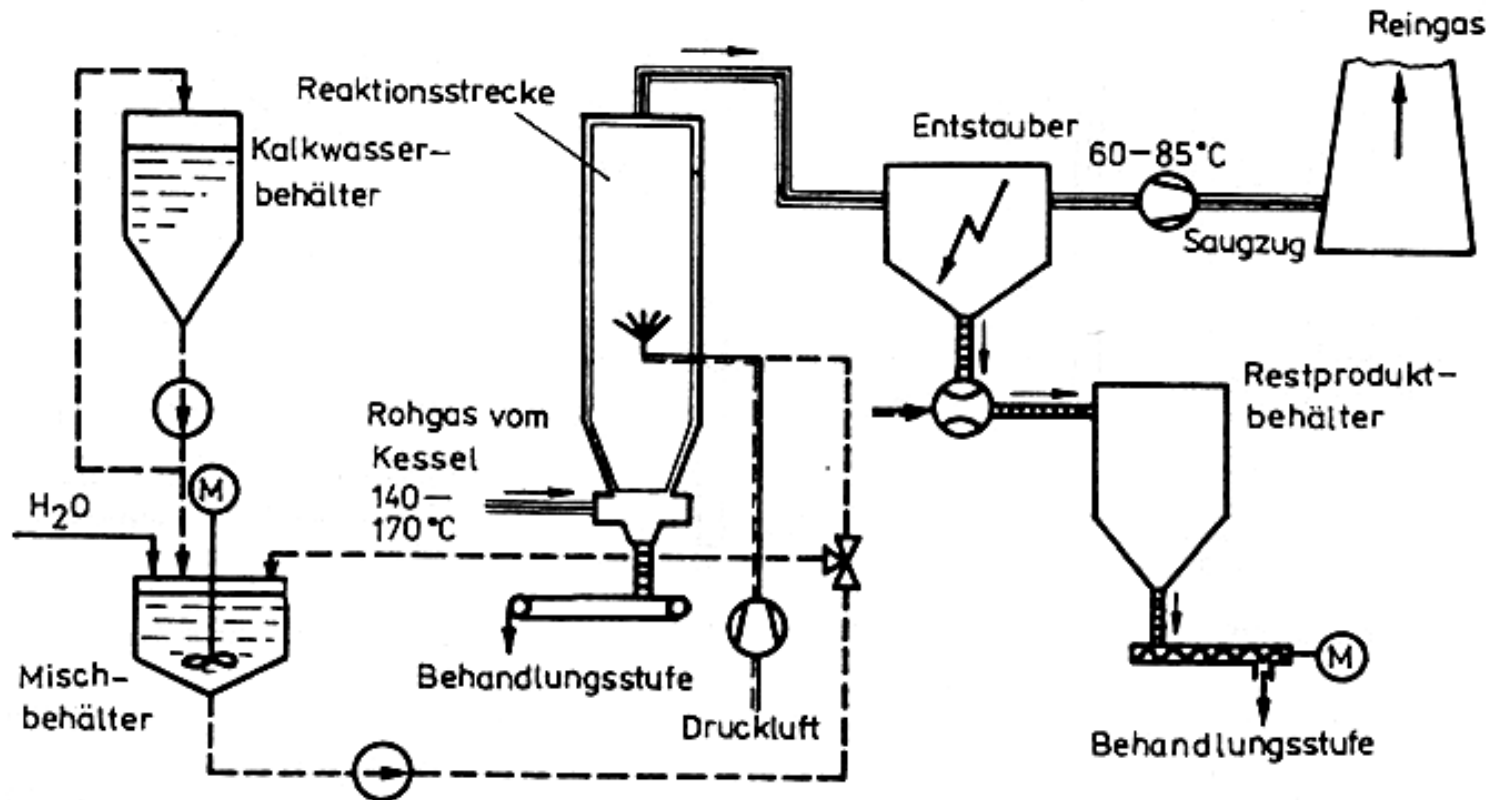 Reingas
Reaktionsstrecke
Entstauber
60–85°C
Kalkwasser–
behälter
Saugzug
Restprodukt–
behälter
Rohgas vom
Kessel
140—
170°C
M
H₂O
M
Misch–
behälter
Behandlungsstufe
Druckluft
Behandlungsstufe